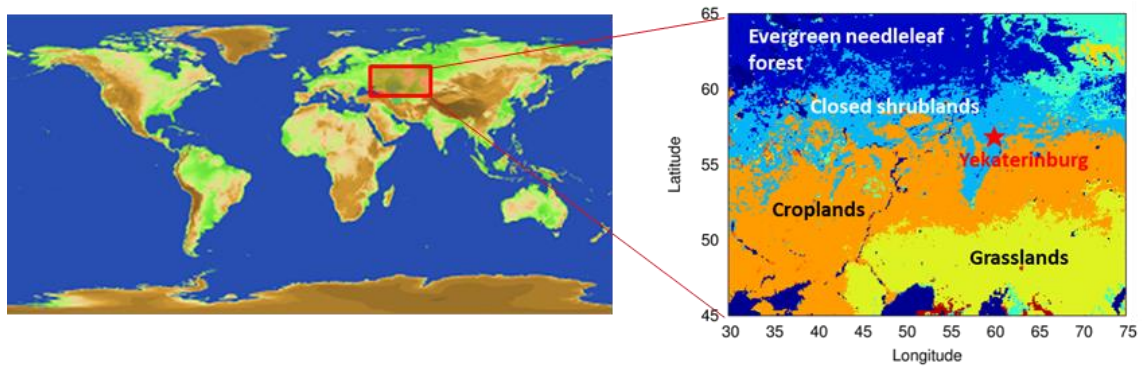 65
60
55
50
45
Latitude
Evergreen needleleaf
forest
Closed shrublands
Yekaterinburg
Croplands
Grasslands
30 35 40 45 50 55 60 65 70 75
Longitude